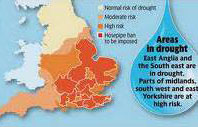 Normal risk of drought
Moderate risk
High risk
Hosepipe ban
to be imposed
Areas
in drought
East Anglia and
the South east are
in drought.
Parts of midlands,
south west and east
Yorkshire are at
high risk.